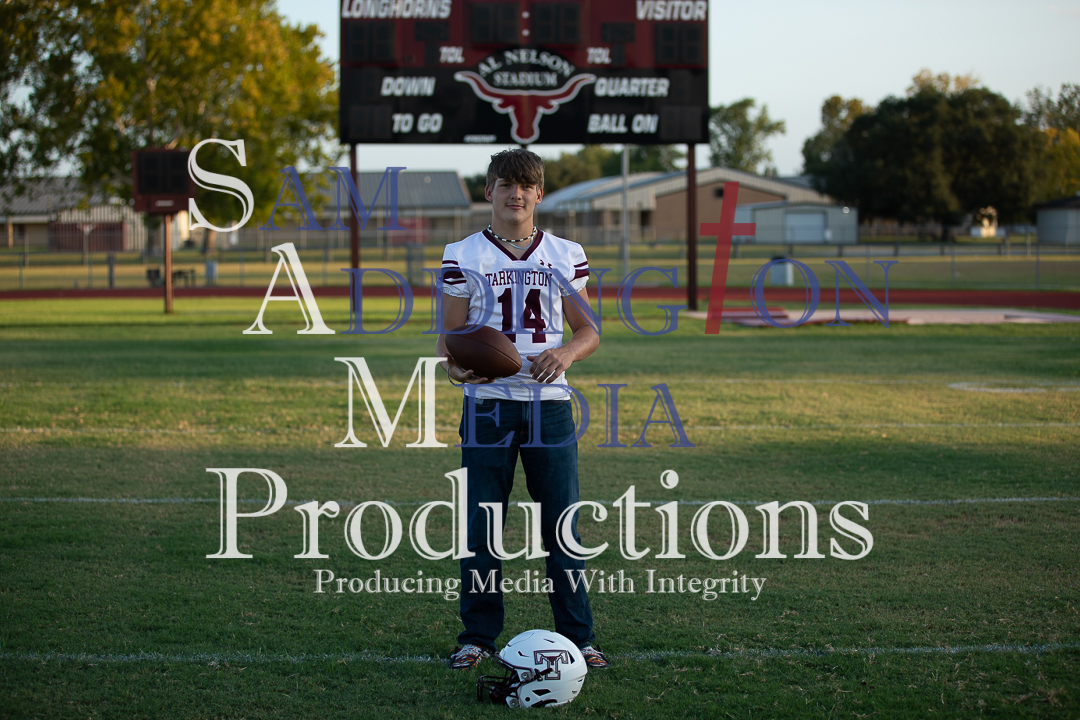 LONGHORNS VISITOR
TOL TOL
AL NELSON
STADIUM
DOWN QUARTER
TO GO BALL ON
TARKINGTON
14
T
SAM
ADDINGTON
MEDIA
Productions
Producing Media With Integrity